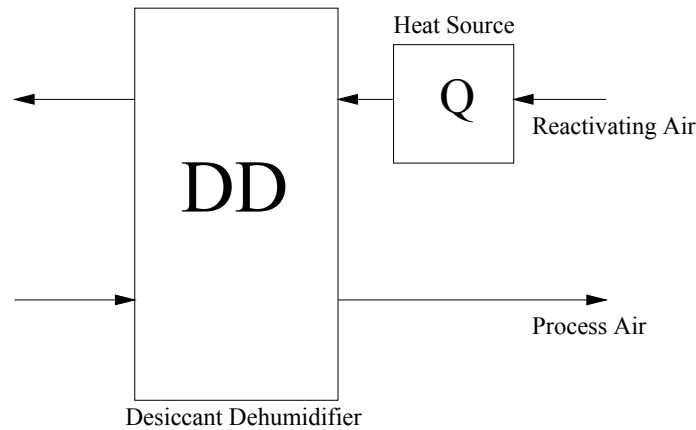 Heat Source
Q
Reactivating Air
DD
Process Air
Desiccant Dehumidifier